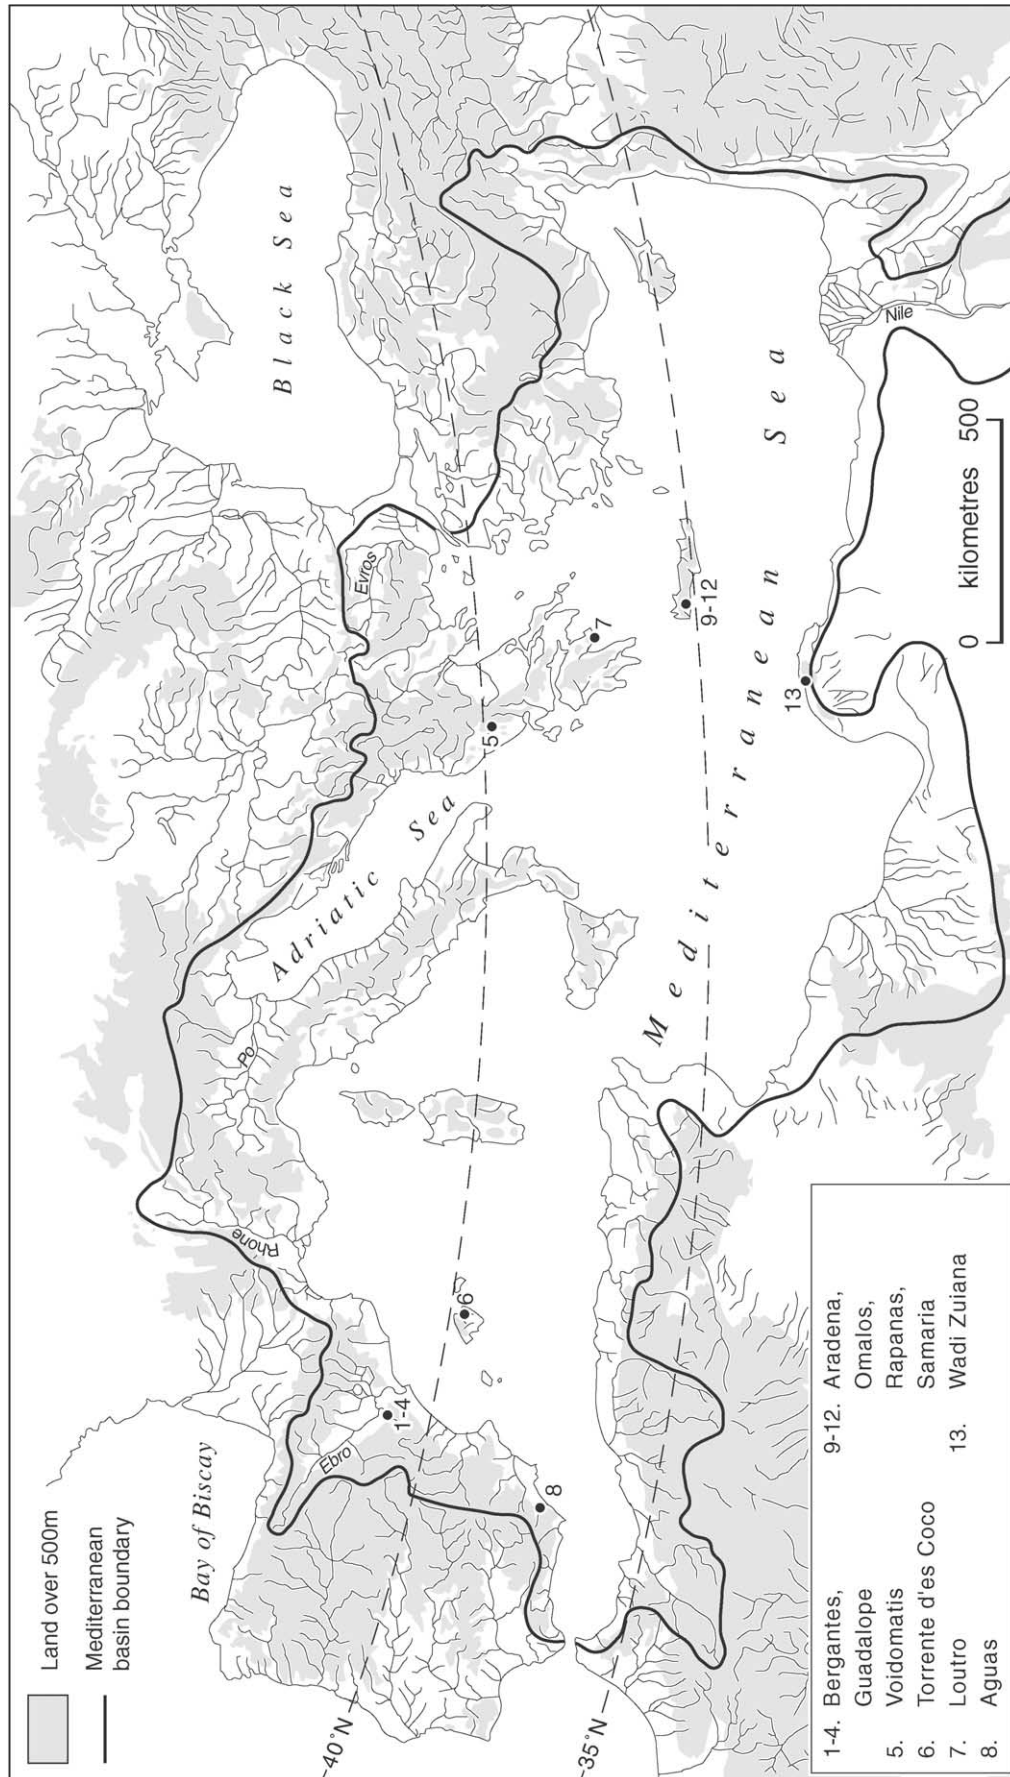 Land over 500m
Mediterranean
basin boundary
Bay of Biscay
Black Sea
Adriatic Sea
Mediterranean Sea
Rhone
Po
Ebro
Evros
Nile
40°N
35°N
1-4
5
6
7
8
9-12
13
0 kilometres 500
1-4. Bergantes,
Guadalope
5. Voidomatis
6. Torrente d'es Coco
7. Loutro
8. Aguas
9-12. Aradena,
Omalos,
Rapanas,
Samaria
13. Wadi Zuiana